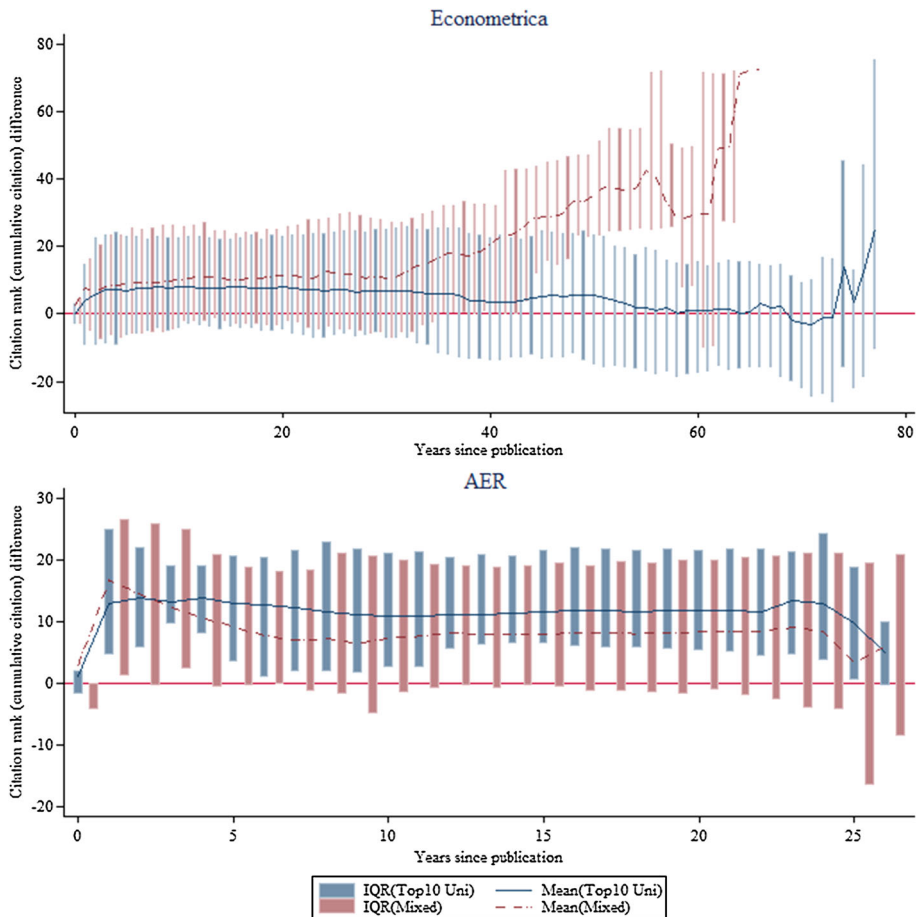 Econometrica
Citation rank (cumulative citation) difference
80
60
40
20
0
-20
0 20 40 60 80
Years since publication
AER
Citation rank (cumulative citation) difference
30
20
10
0
-10
-20
0 5 10 15 20 25
Years since publication
IQR(Top10 Uni) Mean(Top10 Uni)
IQR(Mixed) Mean(Mixed)